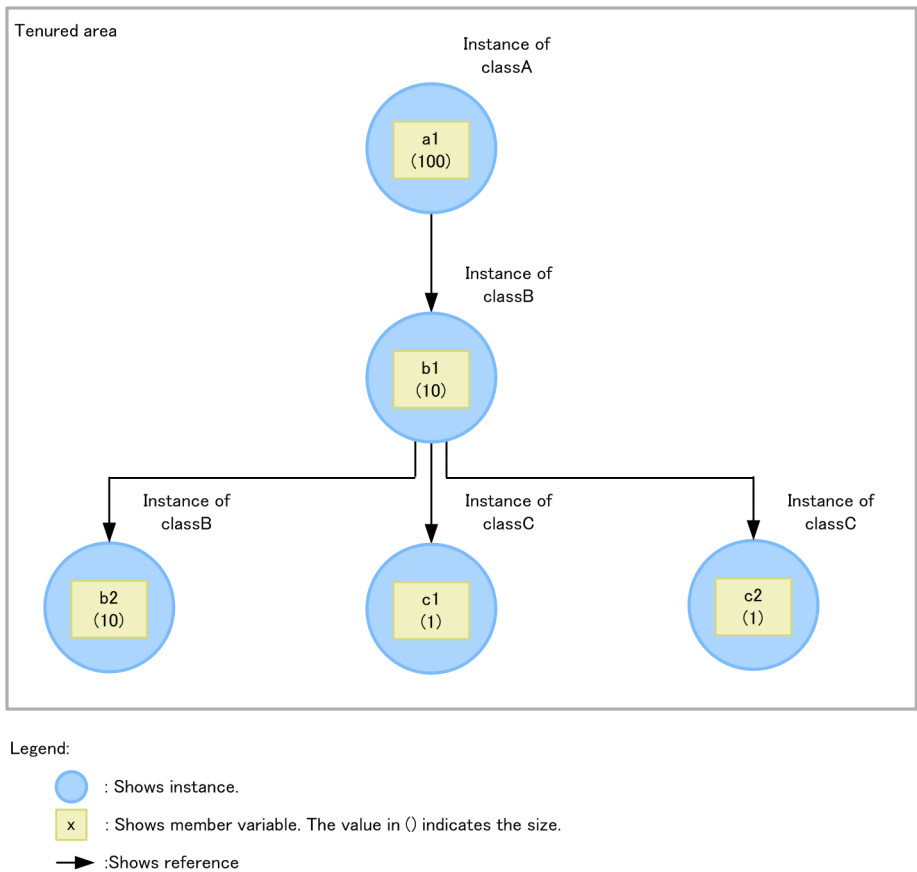 Tenured area
Instance of
classA
a1
(100)
Instance of
classB
b1
(10)
Instance of
classB
Instance of
classC
Instance of
classC
b2
(10)
c1
(1)
c2
(1)
Legend:
: Shows instance.
x : Shows member variable. The value in () indicates the size.
:Shows reference